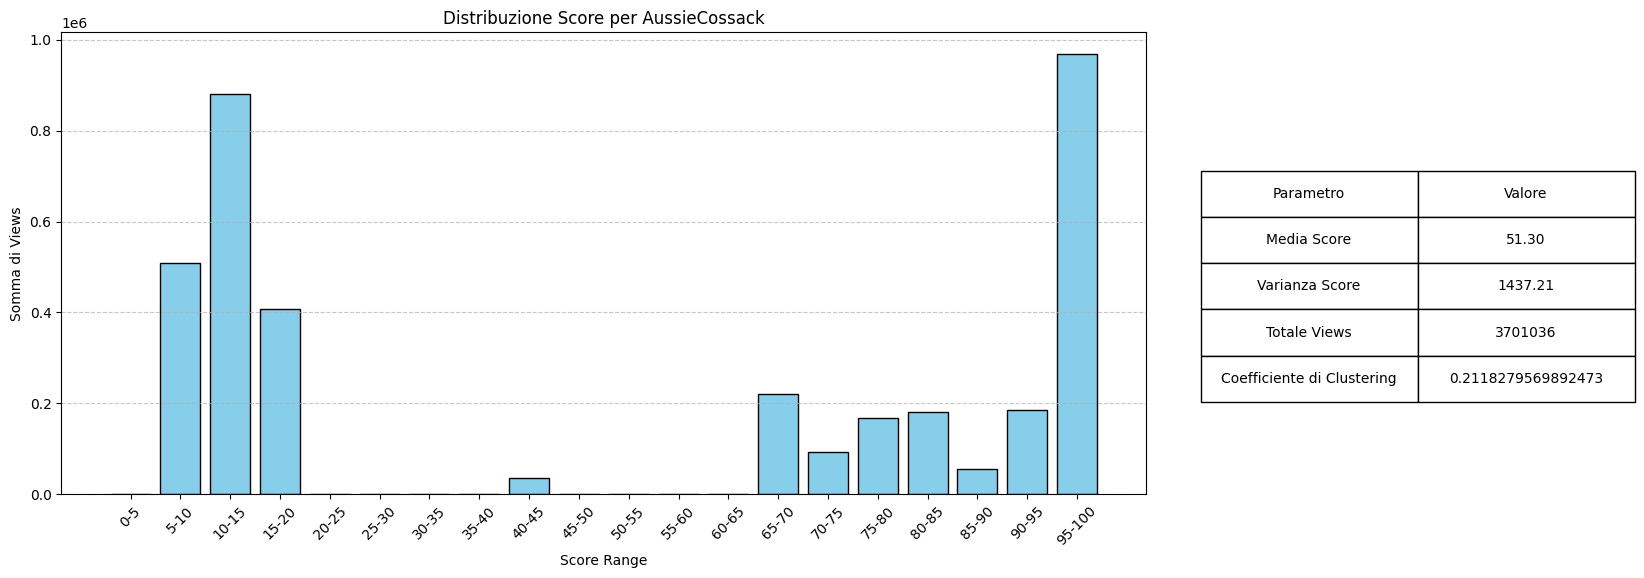 Distribuzione Score per AussieCossack
1e6
1.0
0.8
0.6
0.4
0.2
0.0
Somma di Views
0-5
5-10
10-15
15-20
20-25
25-30
30-35
35-40
40-45
45-50
50-55
55-60
60-65
65-70
70-75
75-80
80-85
85-90
90-95
95-100
Score Range
Parametro Valore
Media Score 51.30
Varianza Score 1437.21
Totale Views 3701036
Coefficiente di Clustering 0.2118279569892473